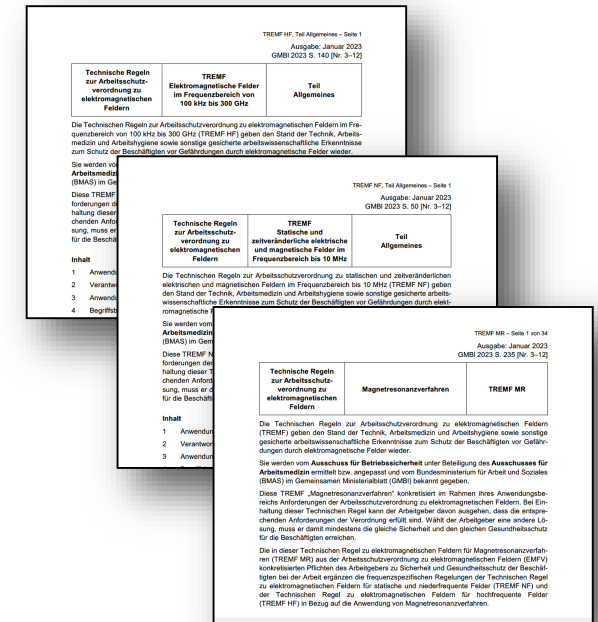 TREMF HF, Teil Allgemeines – Seite 1
Ausgabe: Januar 2023
GMBl 2023 S. 140 [Nr. 3–12]
Technische Regeln
zur Arbeitsschutz-
verordnung zu
elektromagnetischen
Feldern
TREMF
Elektromagnetische Felder
im Frequenzbereich von
100 kHz bis 300 GHz
Teil
Allgemeines
Die Technischen Regeln zur Arbeitsschutzverordnung zu elektromagnetischen Feldern im Fre-
quenzbereich von 100 kHz bis 300 GHz (TREMF HF) geben den Stand der Technik, Arbeits-
medizin und Arbeitshygiene sowie sonstige gesicherte arbeitswissenschaftliche Erkenntnisse
zum Schutz der Beschäftigten vor Gefährdungen durch elektromagnetische Felder wieder.
Sie werden vo
Arbeitsmedizi
(BMAS) im Ge
Diese TREMF
forderungen d
haltung dieser
chenden Anfo
sung, muss er
für die Beschä
Inhalt
1 Anwendu
2 Verantw
3 Anwendu
4 Begriffsb
TREMF NF, Teil Allgemeines – Seite 1
Ausgabe: Januar 2023
GMBl 2023 S. 50 [Nr. 3–12]
Technische Regeln
zur Arbeitsschutz-
verordnung zu
elektromagnetischen
Feldern
TREMF
Statische und
zeitveränderliche elektrische
und magnetische Felder im
Frequenzbereich bis 10 MHz
Teil
Allgemeines
Die Technischen Regeln zur Arbeitsschutzverordnung zu statischen und zeitveränderlichen
elektrischen und magnetischen Feldern im Frequenzbereich bis 10 MHz (TREMF NF) geben
den Stand der Technik, Arbeitsmedizin und Arbeitshygiene sowie sonstige gesicherte arbeits-
wissenschaftliche Erkenntnisse zum Schutz der Beschäftigten vor Gefährdungen durch elekt-
romagnetische F
Sie werden vom
Arbeitsmedizin
(BMAS) im Gem
Diese TREMF N
forderungen der
haltung dieser T
chenden Anford
sung, muss er d
für die Beschäfti
Inhalt
1 Anwendun
2 Verantwor
3 Anwendun
TREMF MR – Seite 1 von 34
Ausgabe: Januar 2023
GMBl 2023 S. 235 [Nr. 3–12]
Technische Regeln
zur Arbeitsschutz-
verordnung zu
elektromagnetischen
Feldern
Magnetresonanzverfahren
TREMF MR
Die Technischen Regeln zur Arbeitsschutzverordnung zu elektromagnetischen Feldern
(TREMF) geben den Stand der Technik, Arbeitsmedizin und Arbeitshygiene sowie sonstige
gesicherte arbeitswissenschaftliche Erkenntnisse zum Schutz der Beschäftigten vor Gefähr-
dungen durch elektromagnetische Felder wieder.
Sie werden vom Ausschuss für Betriebssicherheit unter Beteiligung des Ausschusses für
Arbeitsmedizin ermittelt bzw. angepasst und vom Bundesministerium für Arbeit und Soziales
(BMAS) im Gemeinsamen Ministerialblatt (GMBl) bekannt gegeben.
Diese TREMF „Magnetresonanzverfahren“ konkretisiert im Rahmen ihres Anwendungsbe-
reichs Anforderungen der Arbeitsschutzverordnung zu elektromagnetischen Feldern. Bei Ein-
haltung dieser Technischen Regel kann der Arbeitgeber davon ausgehen, dass die entspre-
chenden Anforderungen der Verordnung erfüllt sind. Wählt der Arbeitgeber eine andere Lö-
sung, muss er damit mindestens die gleiche Sicherheit und den gleichen Gesundheitsschutz
für die Beschäftigten erreichen.
Die in dieser Technischen Regel zu elektromagnetischen Feldern für Magnetresonanzverfah-
ren (TREMF MR) aus der Arbeitsschutzverordnung zu elektromagnetischen Feldern (EMFV)
konkretisierten Pflichten des Arbeitgebers zu Sicherheit und Gesundheitsschutz der Beschäf-
tigten bei der Arbeit ergänzen die frequenzspezifischen Regelungen der Technischen Regel
zu elektromagnetischen Feldern für statische und niederfrequente Felder (TREMF NF) und
der Technischen Regel zu elektromagnetischen Feldern für hochfrequente Felder
(TREMF HF) in Bezug auf die Anwendung von Magnetresonanzverfahren.